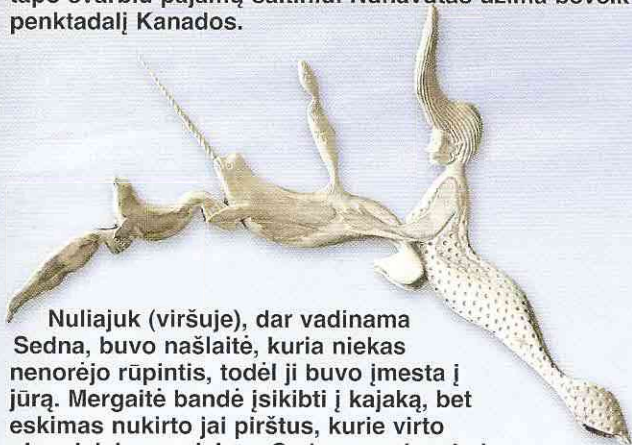 penktadalį Kanados.
Nuliajuk (viršuje), dar vadinama
Sedna, buvo našlaitė, kuria niekas
nenorėjo rūpintis, todėl ji buvo įmesta į
jūrą. Mergaitė bandė įsikibti į kajaką, bet
eskimas nukirto jai pirštus, kurie virto